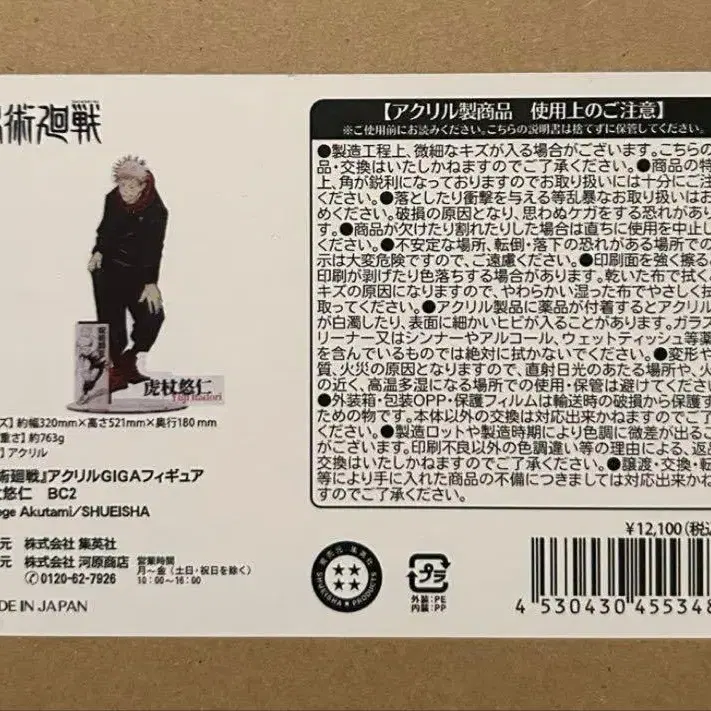 呪術廻戦
虎杖悠仁
Yuji Itadori
ズ］約幅320mm×高さ521mm×奥行180mm
重さ］約763g
］アクリル
術廻戦』アクリルGIGAフィギュア
杖悠仁 BC2
ege Akutami/SHUEISHA
元 株式会社 集英社
元 株式会社 河原商店 営業時間
月～金（土日・祝日を除く）
0120-62-7926 10：00～16：00
DE IN JAPAN
【アクリル製商品 使用上のご注意】
※ご使用前にお読みください。こちらの説明書は捨てずに保管してください。
●製造工程上、微細なキズが入る場合がございます。こちらの
品・交換はいたしかねますのでご了承ください。●商品の特
上、角が鋭利になっておりますのでお取り扱いには十分にご注
ください。●落としたり衝撃を入る等乱暴なお取り扱いはお
めください。破損の原因となり、思わぬケガをする恐れがあり
す。●商品が欠けたり割れたりした場合は直ちに使用を中止し
ください。●不安定な場所、転倒・落下の恐れがある場所での
示は大変危険ですので、ご遠慮ください。●印刷面を強く擦ると
印刷が剥げたり色落ちする場合があります。乾いた布で拭く
キズの原因になりますので、やわらかい湿った布でやさしく拭
取ってください。●アクリル製品に薬品が付着するとアクリル
が白濁したり、表面に細かいヒビが入ることがあります。ガラス
リーナー又はシンナーやアルコール、ウェットティッシュ等薬
を含んでいるものでは絶対に拭かないでください。●変形や
質、火災の原因となりますので、直射日光のあたる場所や、火
の近く、高温多湿になる場所での使用・保管は避けてください
●外装箱・包装OPP・保護フィルムは輸送時の破損から保護す
ための物です。本体以外の交換は対応出来かねますのでご了
ください。●製造ロットや製造時期により色調に微差が出るこ
がございます。印刷不良以外の色調違い等の理由による、返品
交換はいたしかねますのでご了承ください。●譲渡・交換・転
等により手に入れた商品の不備につきましては対応出来かね
すのでご了承ください。
¥12,100(税込
発売元 集英社
SHUEISHA PRODUCTS
プラ
外装：PE
内装：PP
4 530430 455348